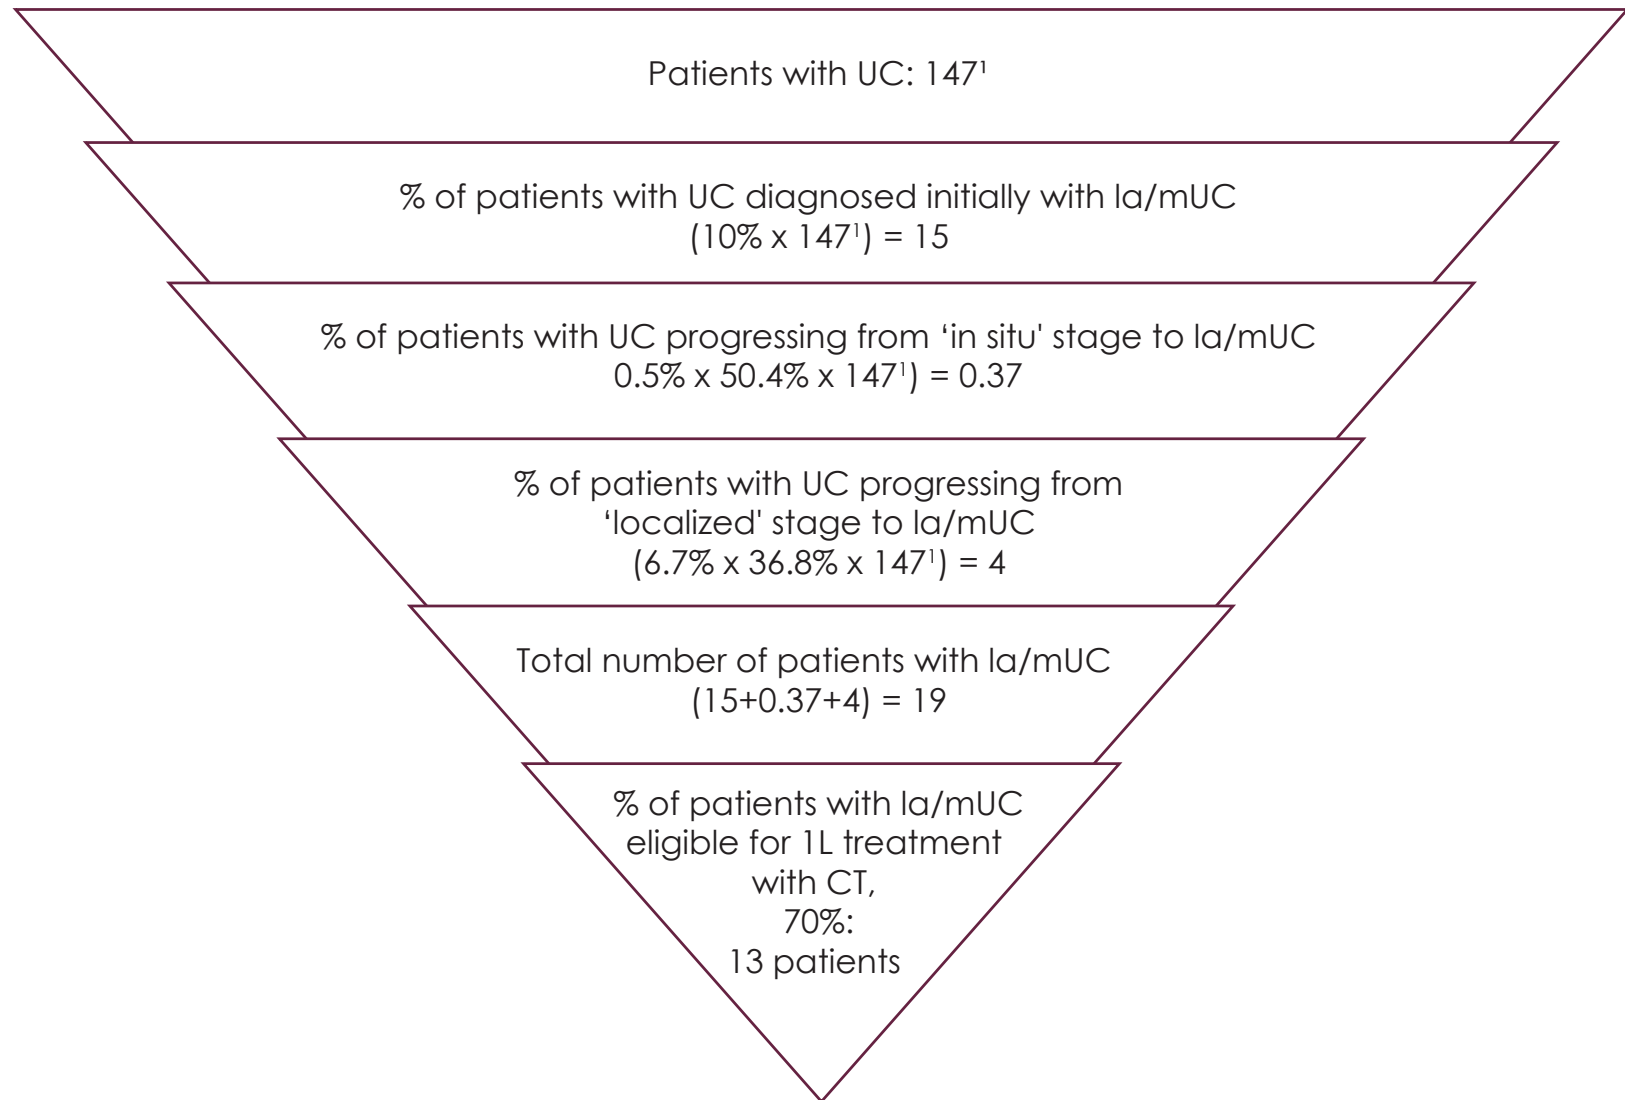 Patients with UC: 147¹
% of patients with UC diagnosed initially with la/mUC
(10% x 147¹) = 15
% of patients with UC progressing from ‘in situ' stage to la/mUC
0.5% x 50.4% x 147¹) = 0.37
% of patients with UC progressing from
‘localized' stage to la/mUC
(6.7% x 36.8% x 147¹) = 4
Total number of patients with la/mUC
(15+0.37+4) = 19
% of patients with la/mUC
eligible for 1L treatment
with CT,
70%:
13 patients